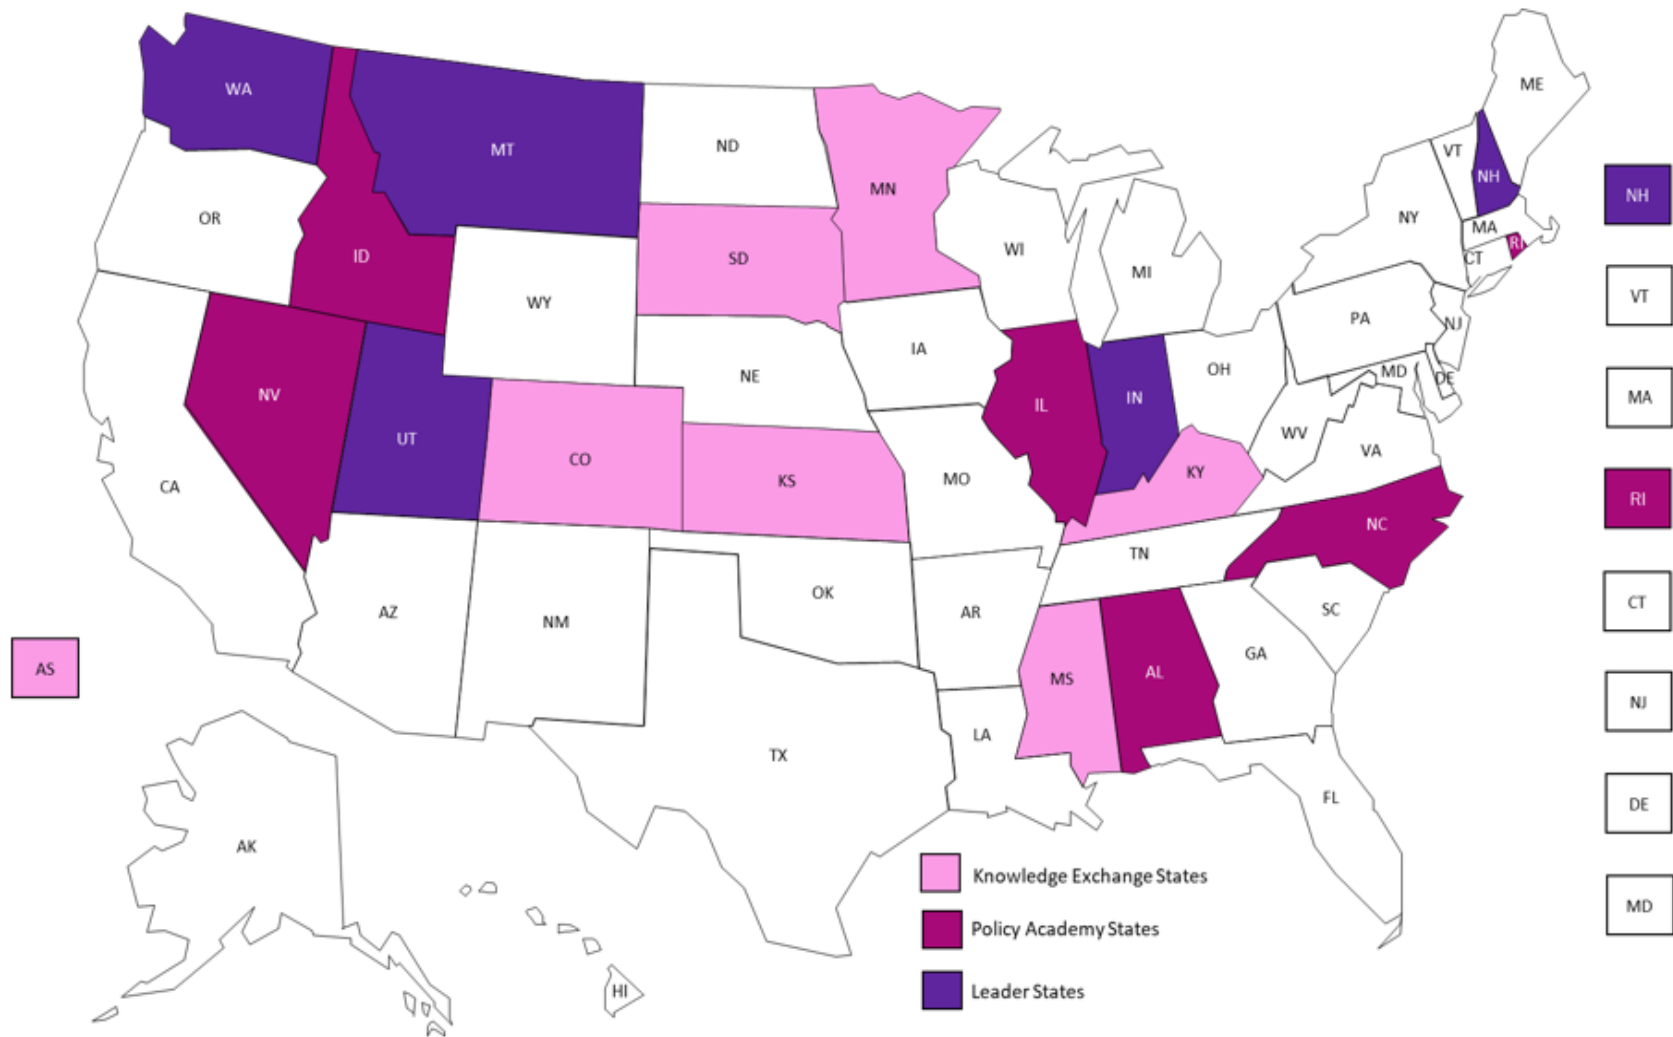 ME
WA
ND
MT
VT
NH
MN
NH
OR
NY
MA
RI
WI
CT
ID
SD
MI
VT
WY
PA
NJ
IA
OH
MD
DE
NE
NV
IL
IN
MA
UT
WV
VA
CO
KY
CA
KS
MO
RI
NC
TN
OK
CT
AZ
NM
AR
SC
GA
AS
MS
AL
NJ
LA
TX
FL
DE
AK
Knowledge Exchange States
MD
Policy Academy States
HI
Leader States